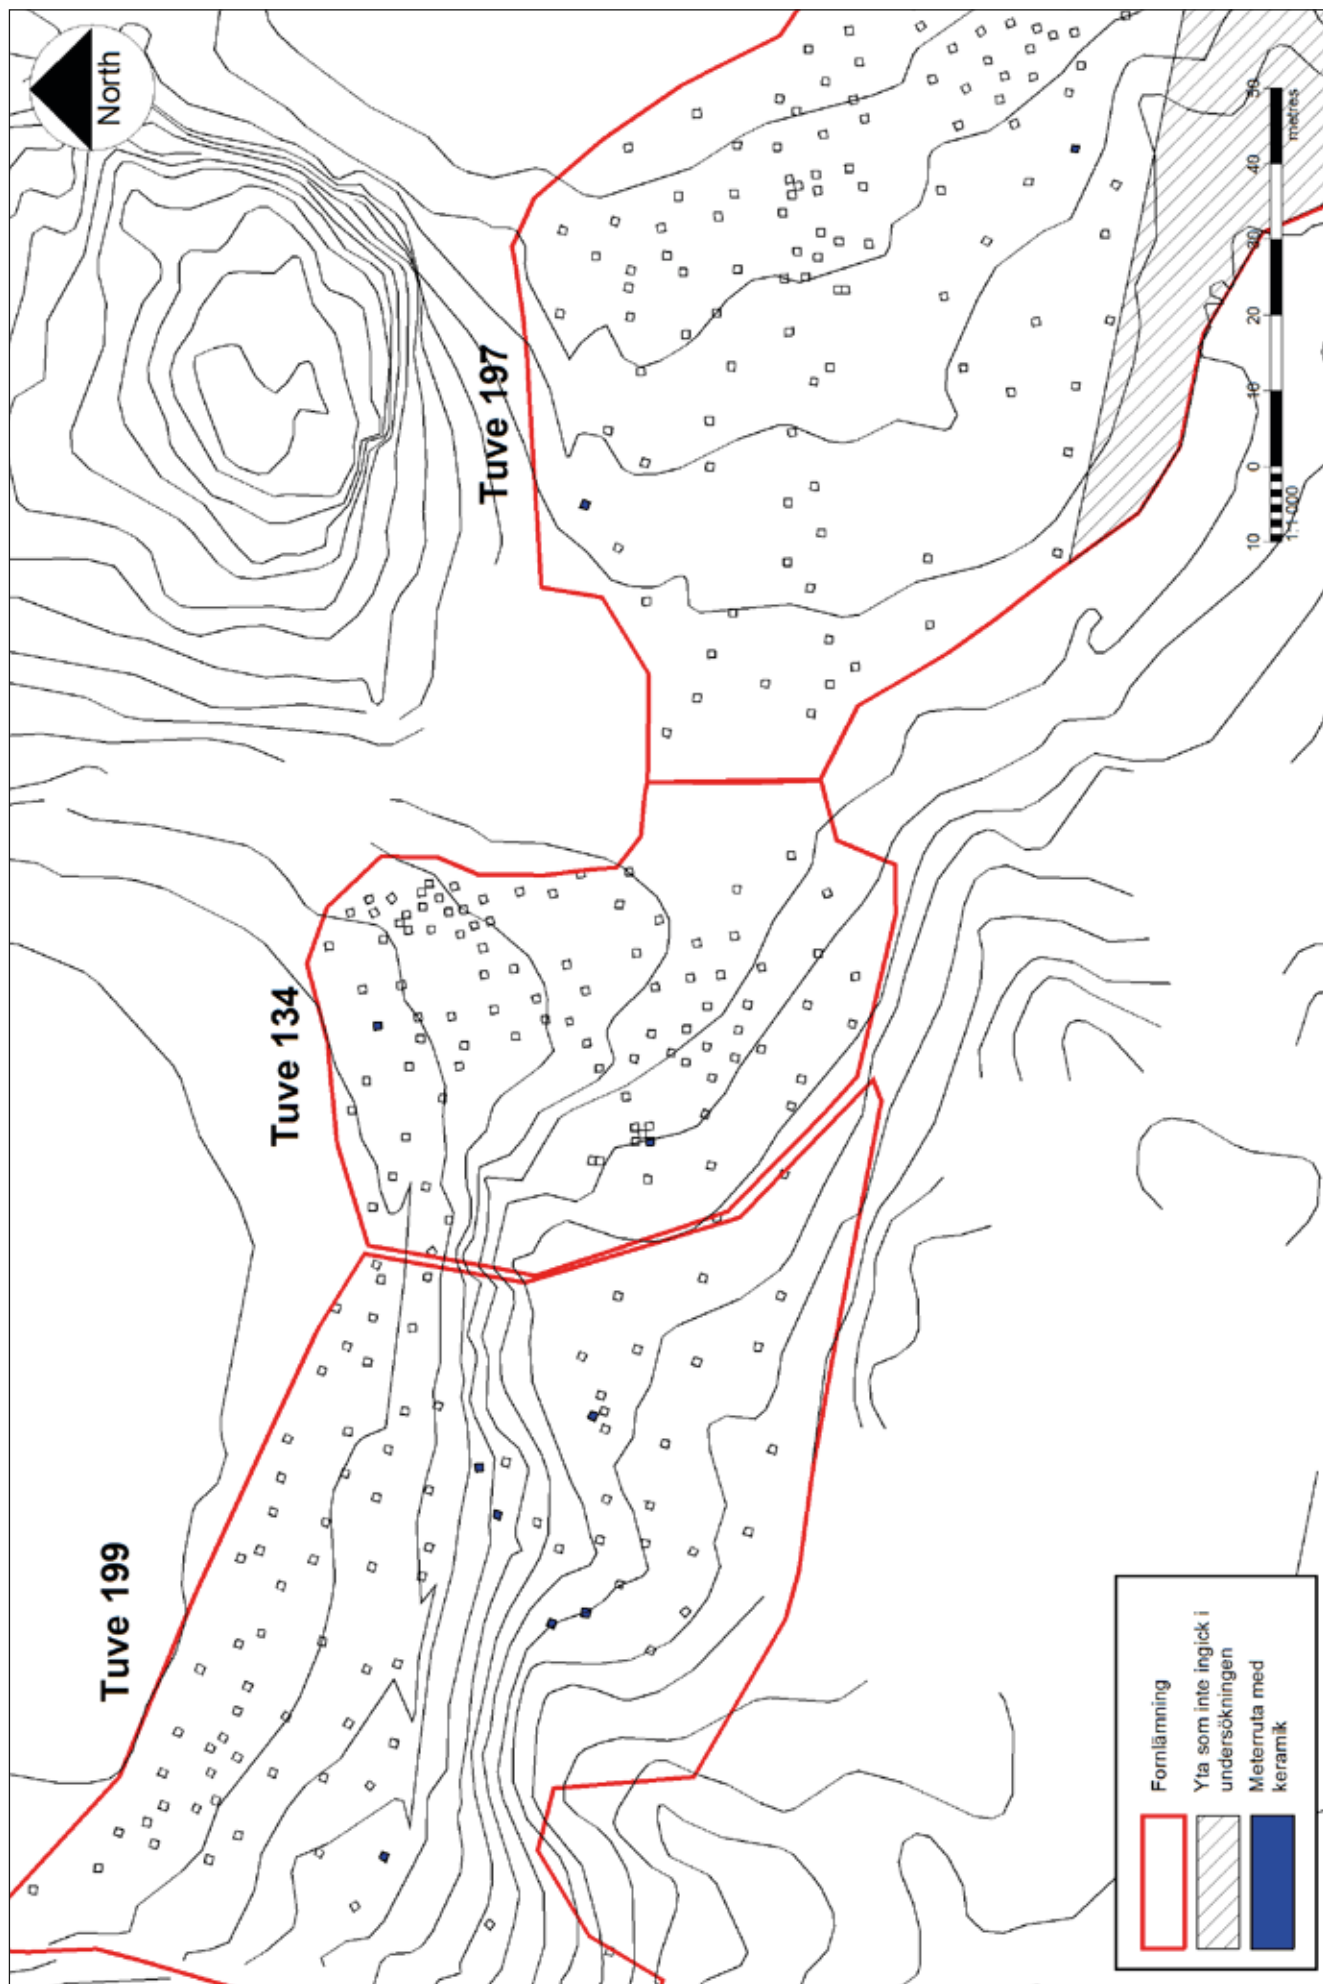 North
Tuve 197
Tuve 134
Tuve 199
10 0 10 20 30 40 50
1:1 000 metres
Fornlämning
Yta som inte ingick i
undersökningen
Meterruta med
keramik